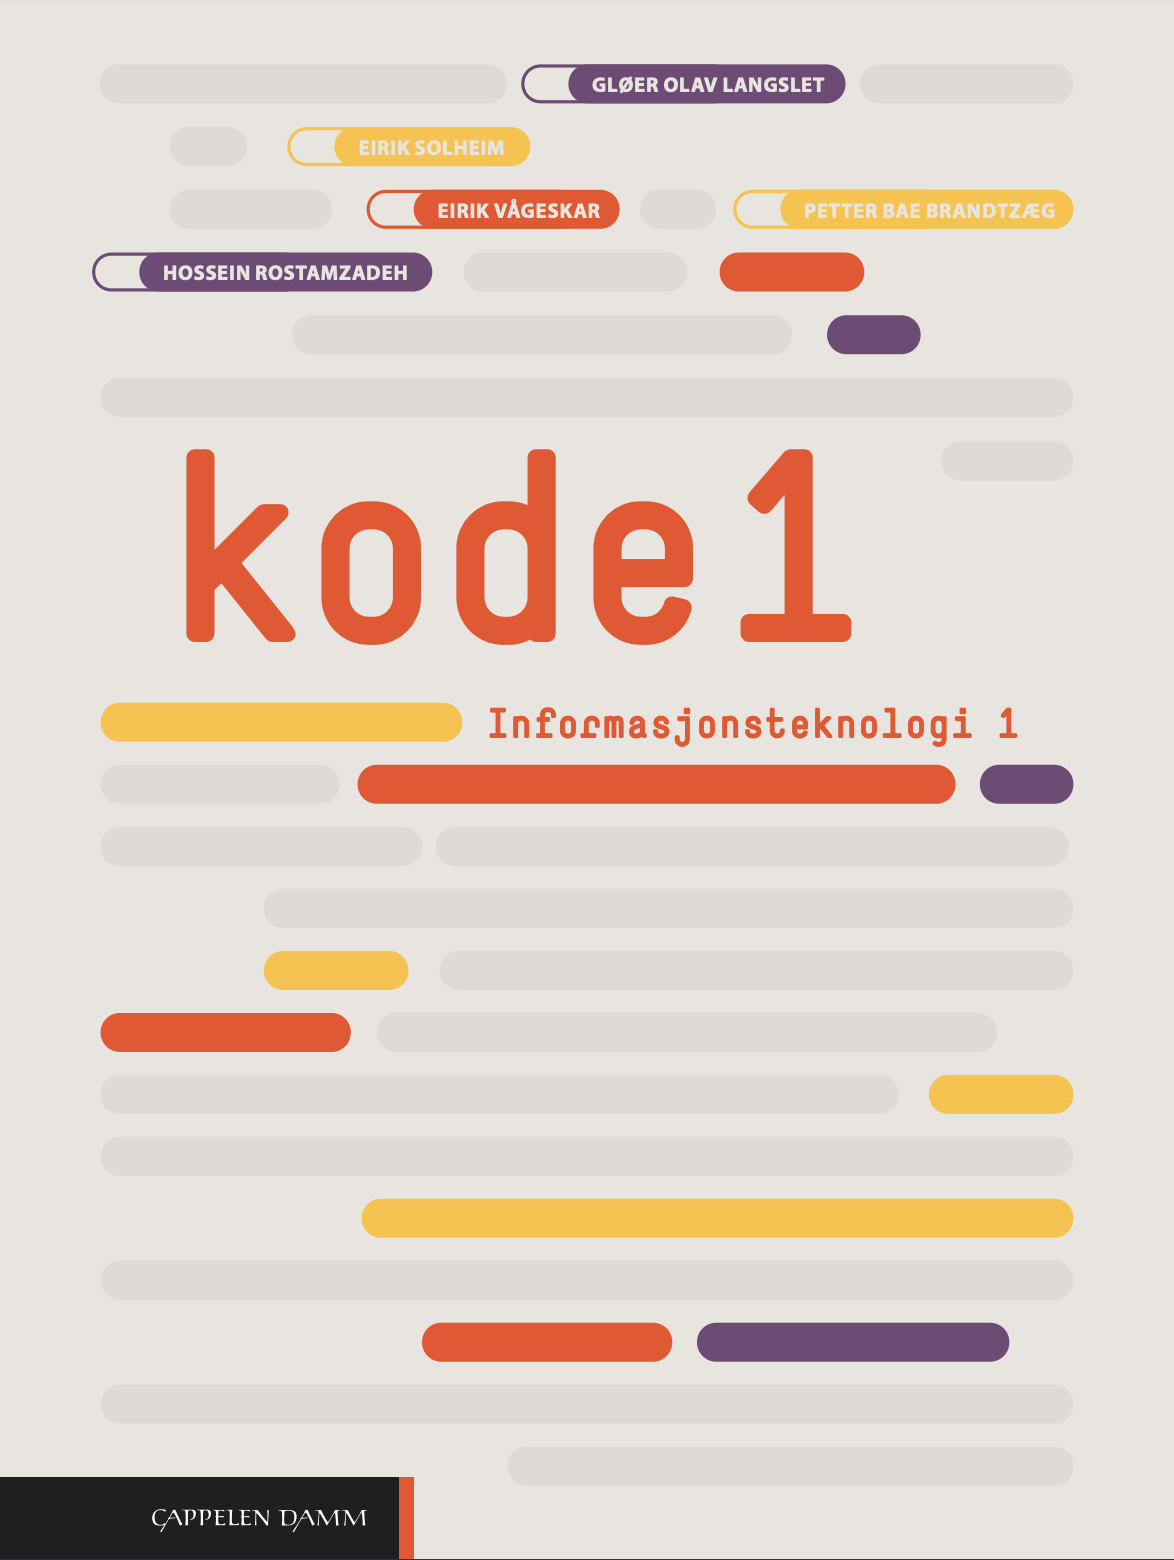 GLØER OLAV LANGSLET
EIRIK SOLHEIM
EIRIK VÅGESKAR
PETTER BAE BRANDTZÆG
HOSSEIN ROSTAMZADEH
kode1
Informasjonsteknologi 1
CAPPELEN DAMM